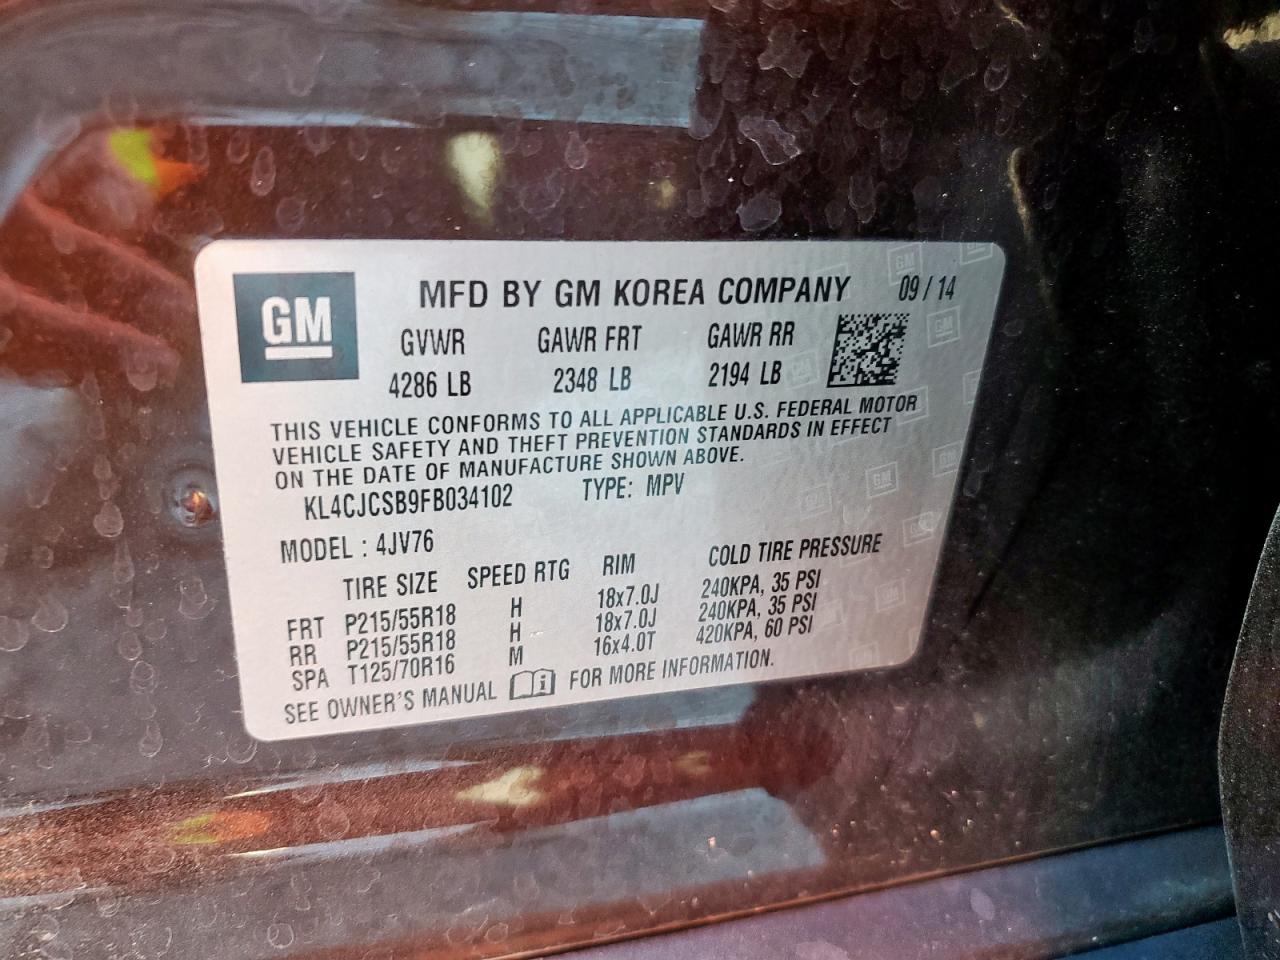 GM
MFD BY GM KOREA COMPANY 09 / 14
GVWR GAWR FRT GAWR RR
4286 LB 2348 LB 2194 LB
THIS VEHICLE CONFORMS TO ALL APPLICABLE U.S. FEDERAL MOTOR
VEHICLE SAFETY AND THEFT PREVENTION STANDARDS IN EFFECT
ON THE DATE OF MANUFACTURE SHOWN ABOVE.
KL4CJCSB9FB034102 TYPE: MPV
MODEL : 4JV76
TIRE SIZE SPEED RTG RIM COLD TIRE PRESSURE
FRT P215/55R18 H 18x7.0J 240KPA, 35 PSI
RR P215/55R18 H 18x7.0J 240KPA, 35 PSI
SPA T125/70R16 M 16x4.0T 420KPA, 60 PSI
SEE OWNER'S MANUAL i FOR MORE INFORMATION.